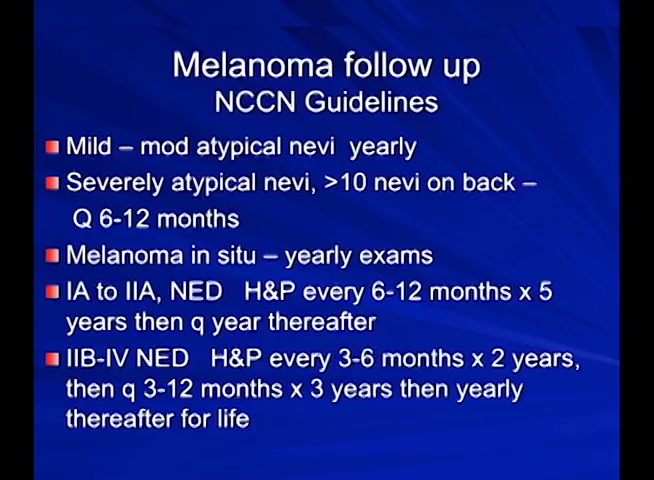 Melanoma follow up
NCCN Guidelines
Mild – mod atypical nevi yearly
Severely atypical nevi, >10 nevi on back –
Q 6-12 months
Melanoma in situ – yearly exams
IA to IIA, NED H&P every 6-12 months x 5
years then q year thereafter
IIB-IV NED H&P every 3-6 months x 2 years,
then q 3-12 months x 3 years then yearly
thereafter for life